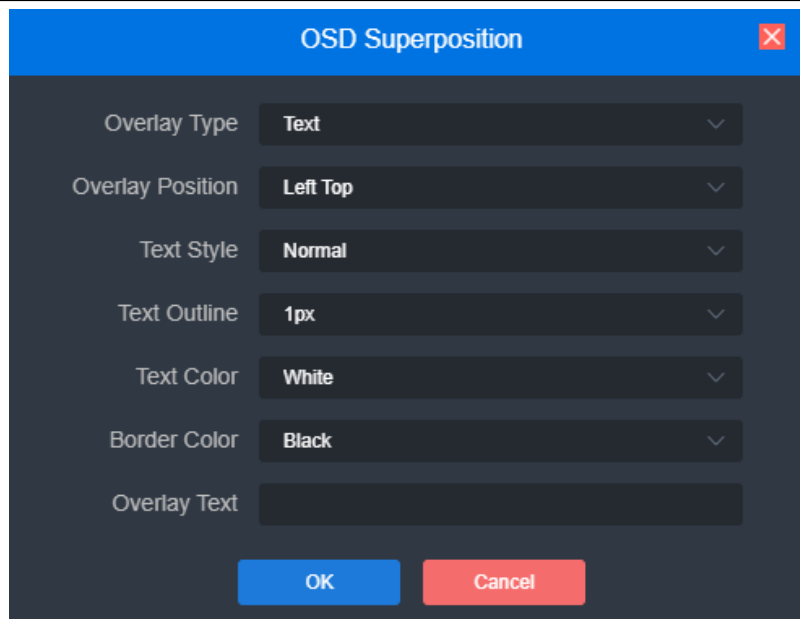 OSD Superposition
Overlay Type Text
Overlay Position Left Top
Text Style Normal
Text Outline 1px
Text Color White
Border Color Black
Overlay Text
OK Cancel